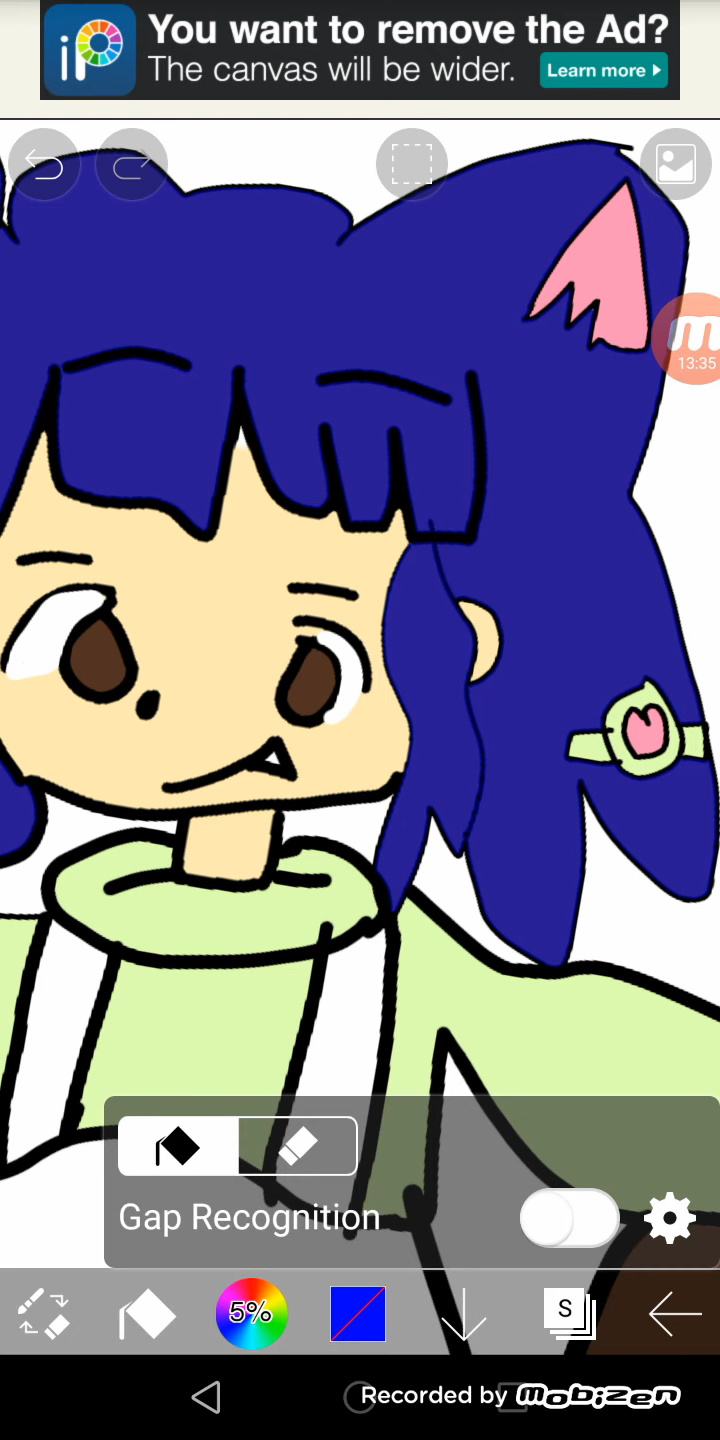 iP
You want to remove the Ad?
The canvas will be wider.
Learn more
m
13:35
Gap Recognition
5%
S
Recorded by mobizen